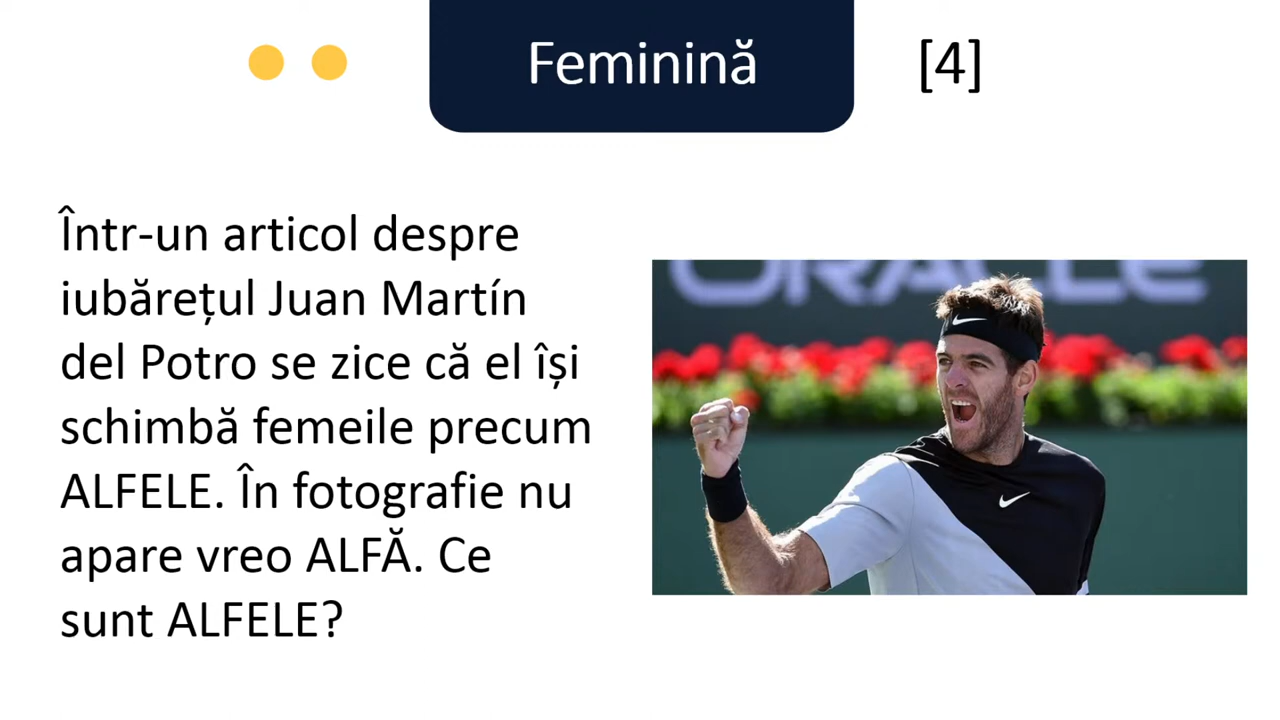 Feminină
[4]
Într-un articol despre
iubărețul Juan Martín
del Potro se zice că el își
schimbă femeile precum
ALFELE. În fotografie nu
apare vreo ALFĂ. Ce
sunt ALFELE?
ORACLE